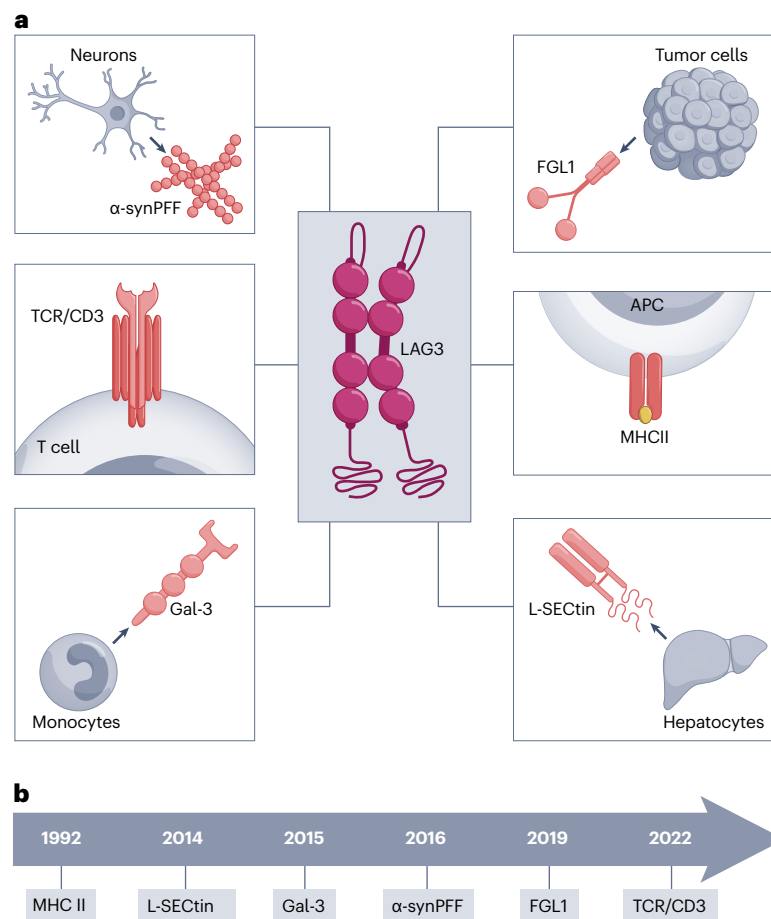 a
Neurons
α-synPFF
Tumor cells
FGL1
TCR/CD3
T cell
LAG3
APC
MHCII
Gal-3
Monocytes
L-SECtin
Hepatocytes
b
1992 2014 2015 2016 2019 2022
MHC II L-SECtin Gal-3 α-synPFF FGL1 TCR/CD3